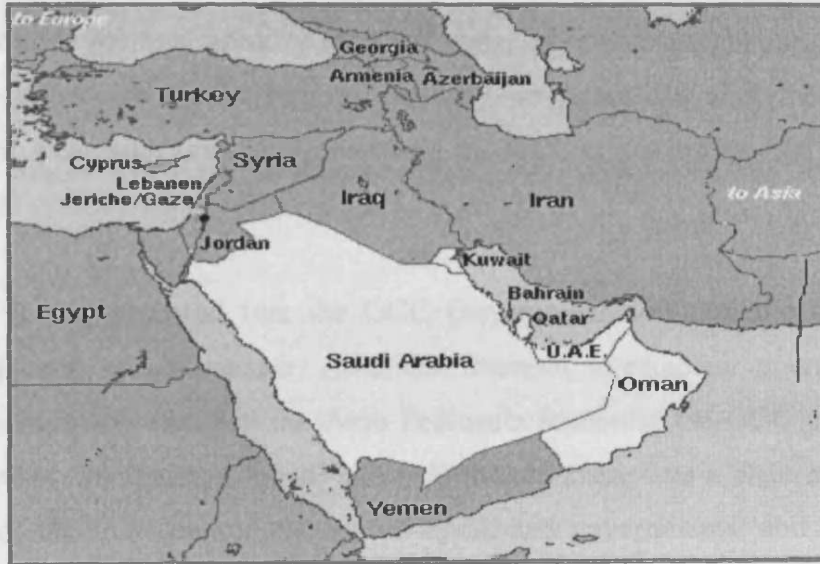 to Europe
Georgia
Armenia Azerbaijan
Turkey
Cyprus Syria
Lebanen
Jeriche/Gaza Iraq Iran to Asia
Jordan
Kuwait
Egypt Bahrain
Qatar
Saudi Arabia U.A.E.
Oman
Yemen